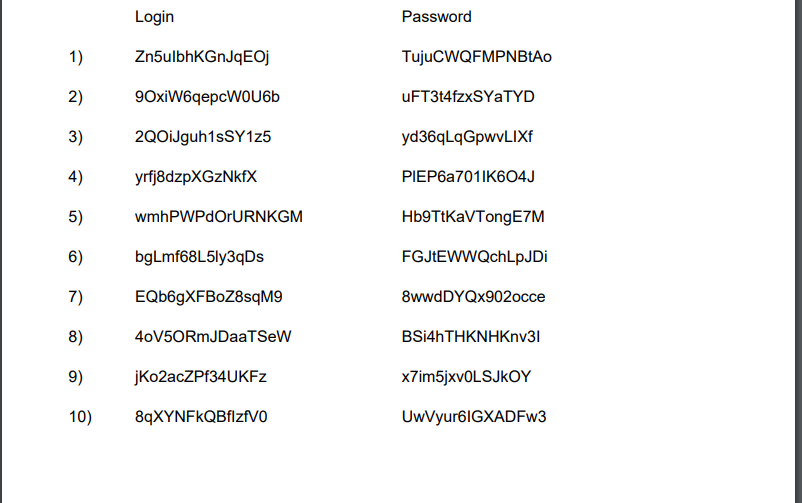 Login Password
1) Zn5uIbhKGnJqEOj TujuCWQFMPNBtAo
2) 9OxiW6qepcW0U6b uFT3t4fzxSYaTYD
3) 2QOiJguh1sSY1z5 yd36qLqGpwvLIXf
4) yrfj8dzpXGzNkfX PlEP6a701IK6O4J
5) wmhPWPdOrURNKGM Hb9TtKaVTongE7M
6) bgLmf68L5ly3qDs FGJtEWWQchLpJDi
7) EQb6gXFBoZ8sqM9 8wwdDYQx902occe
8) 4oV5ORmJDaaTSeW BSi4hTHKNHKnv3I
9) jKo2acZPf34UKFz x7im5jxv0LSJkOY
10) 8qXYNFkQBfIzfV0 UwVyur6IGXADFw3